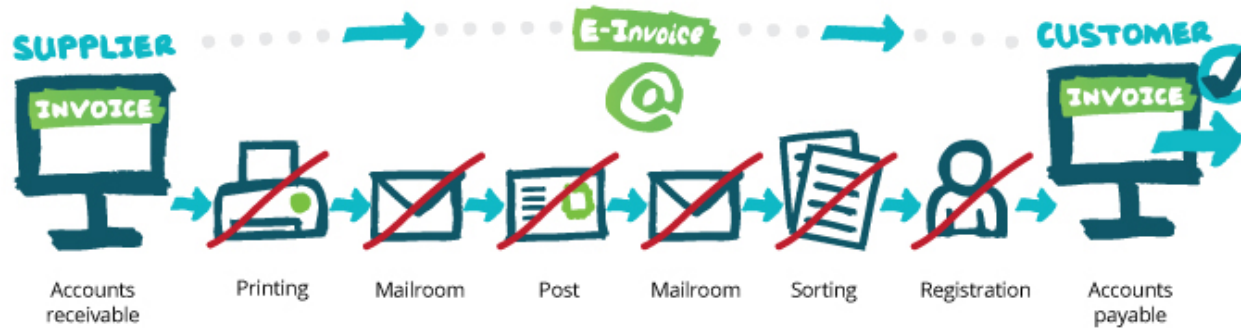 E-Invoice
SUPPLIER
CUSTOMER
INVOICE
INVOICE
@
Accounts
receivable
Printing
Mailroom
Post
Mailroom
Sorting
Registration
Accounts
payable